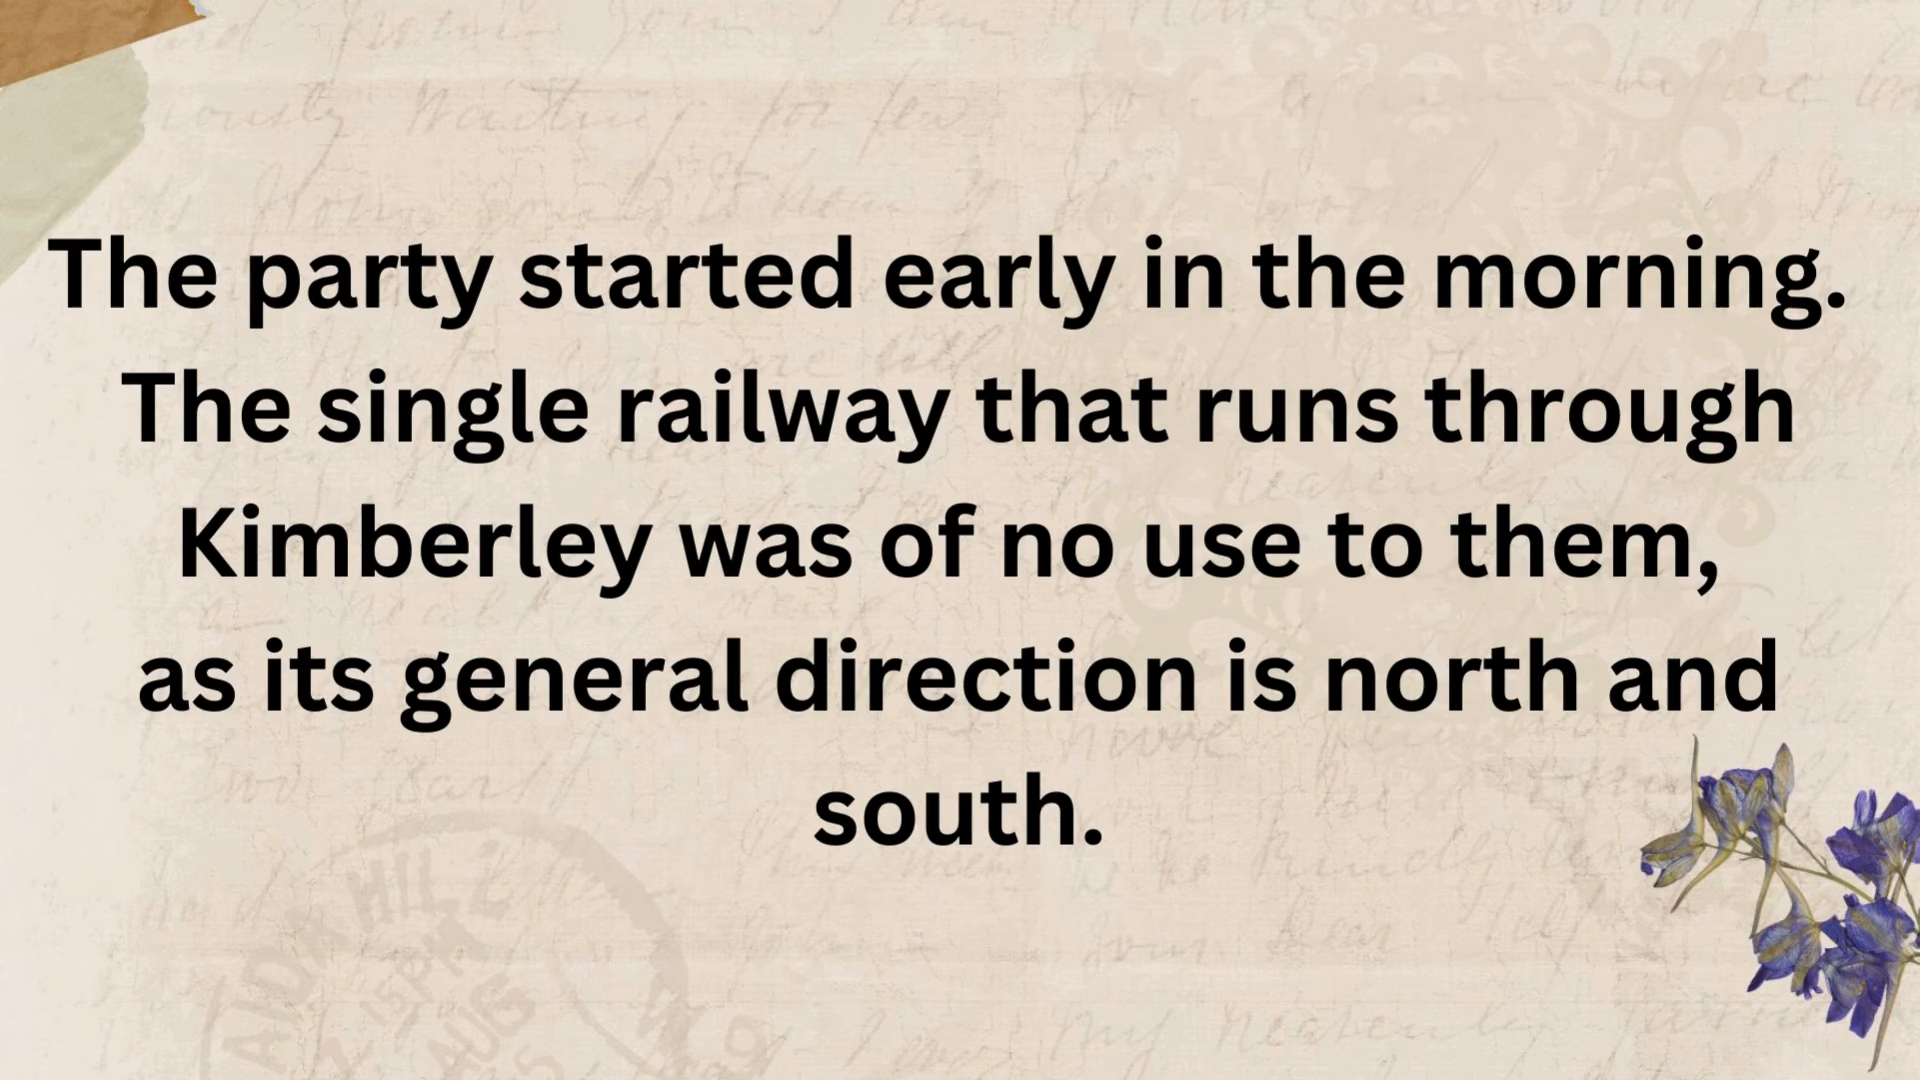 The party started early in the morning.
The single railway that runs through
Kimberley was of no use to them,
as its general direction is north and
south.